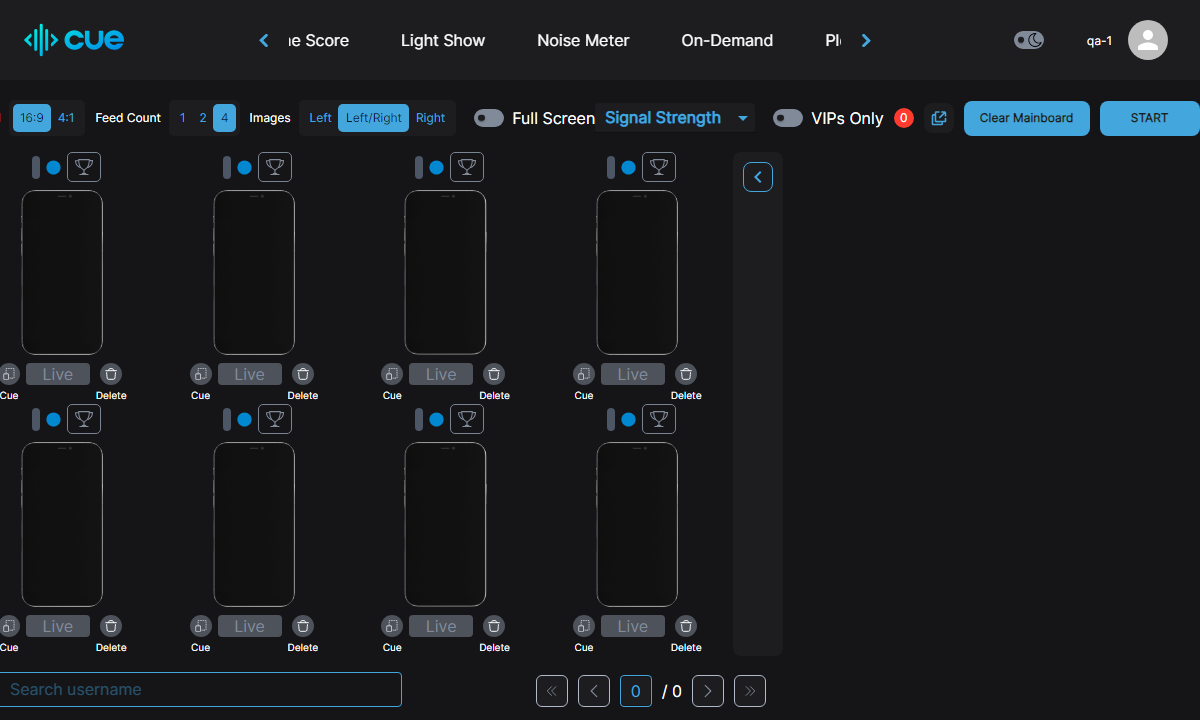 cue
e Score
Light Show
Noise Meter
On-Demand
qa-1
16:9
4:1
Feed Count
1
2
4
Images
Left
Left/Right
Right
Full Screen
Signal Strength
VIPs Only
0
Clear Mainboard
START
Live
Live
Live
Live
Cue
Delete
Cue
Delete
Cue
Delete
Cue
Delete
Live
Live
Live
Live
Cue
Delete
Cue
Delete
Cue
Delete
Cue
Delete
Search username
0
/ 0